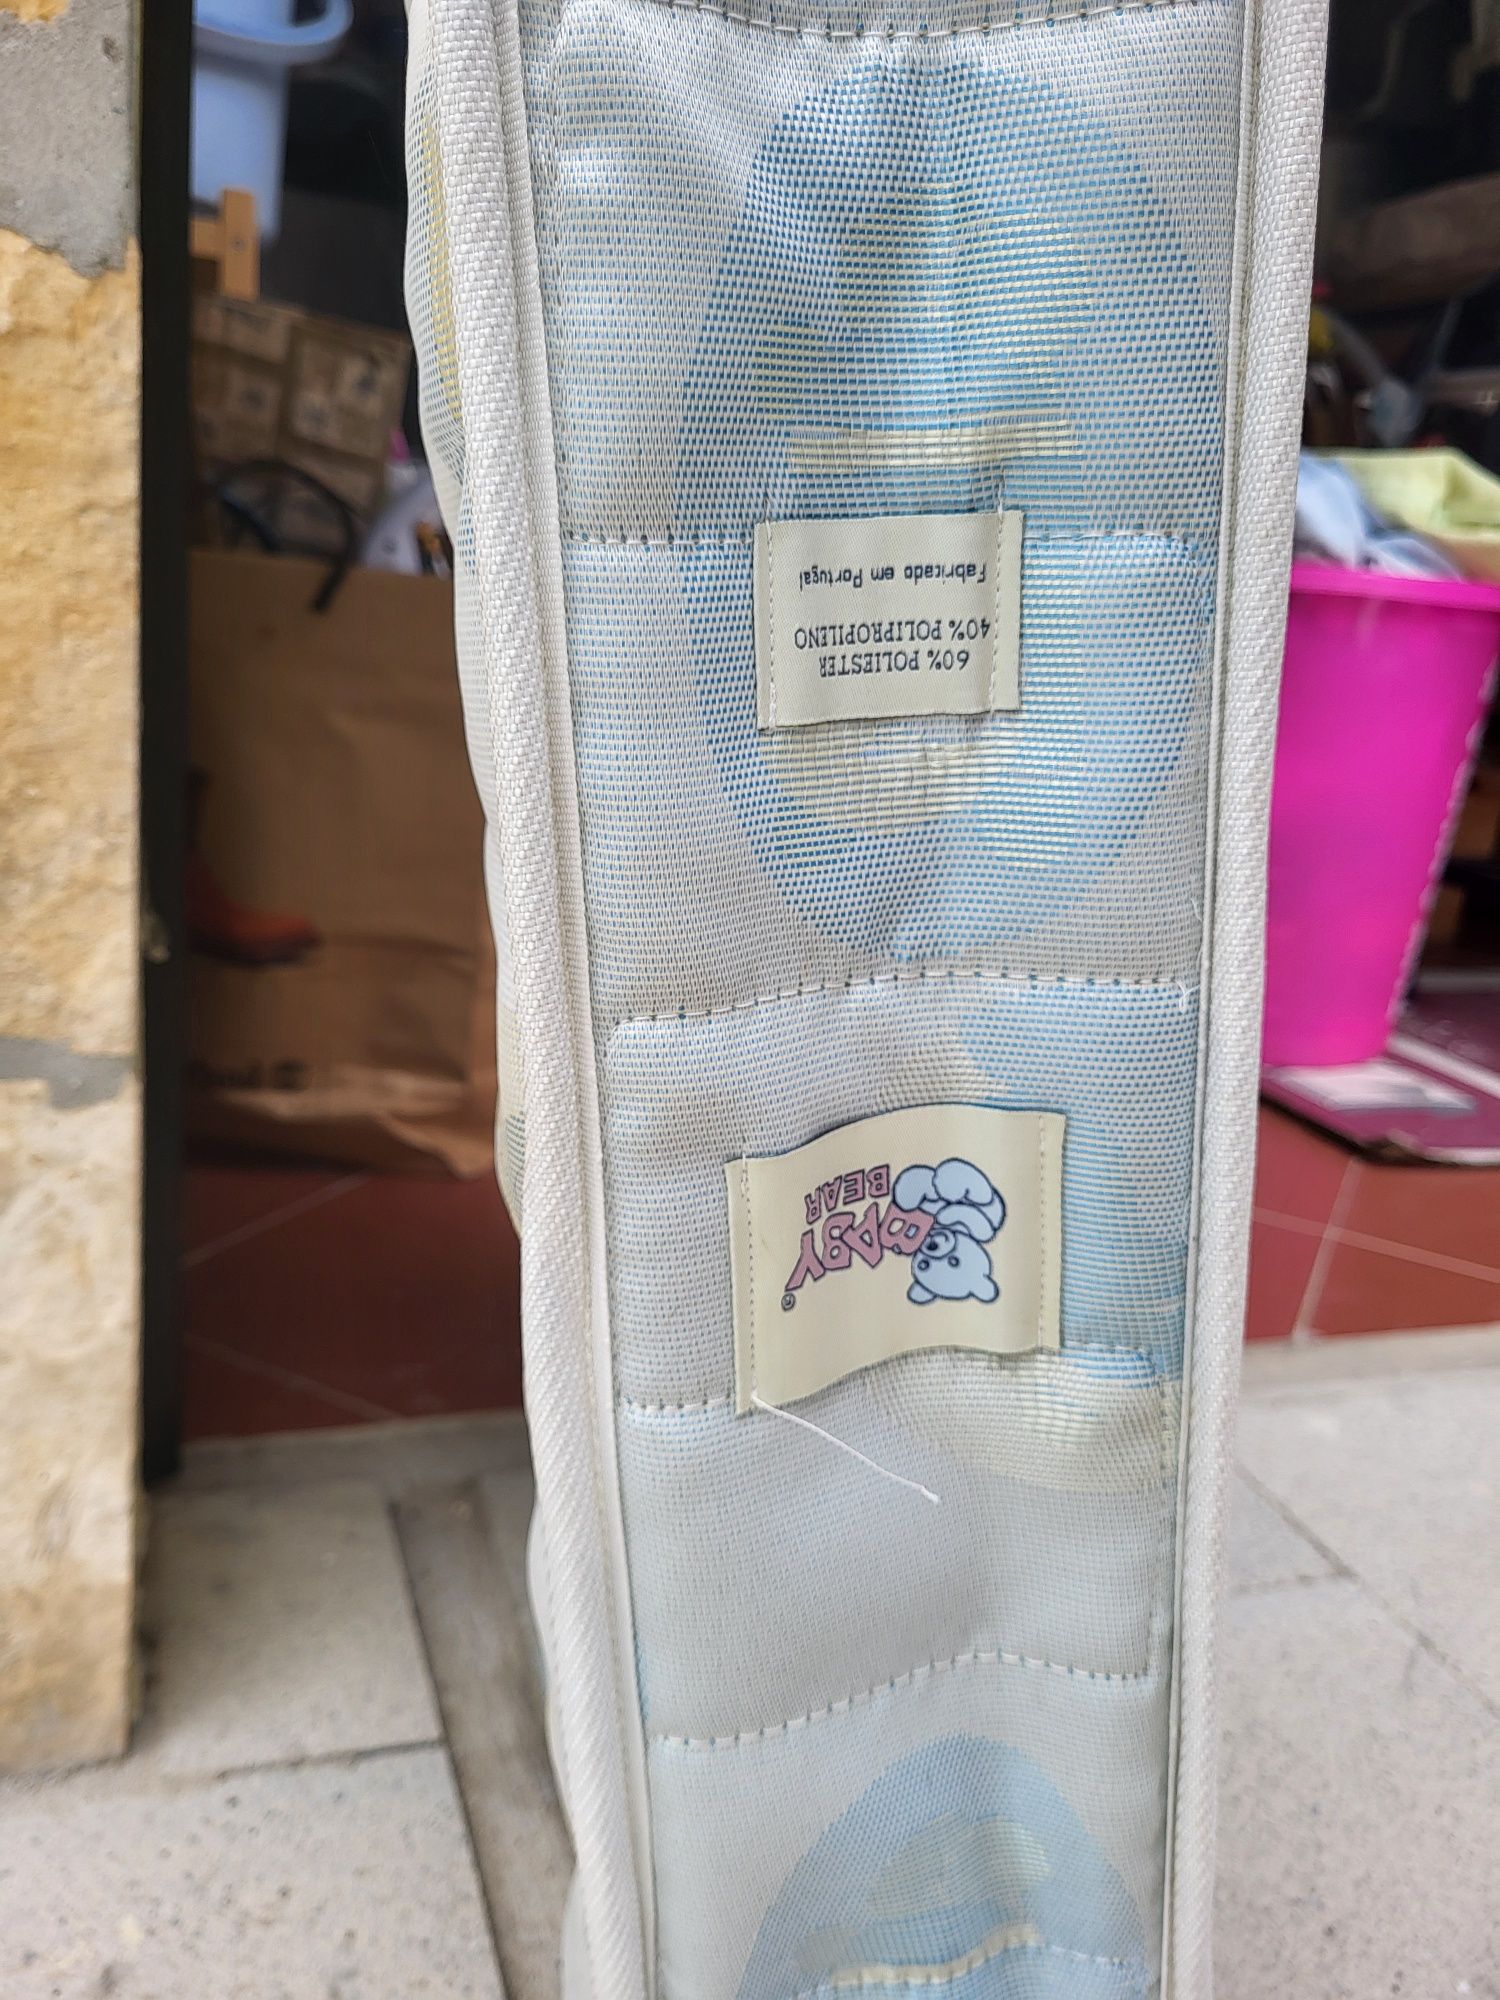 60% POLIESTER
40% POLIPROPILENO
Fabricado em Portugal
BABY ©
BEAR